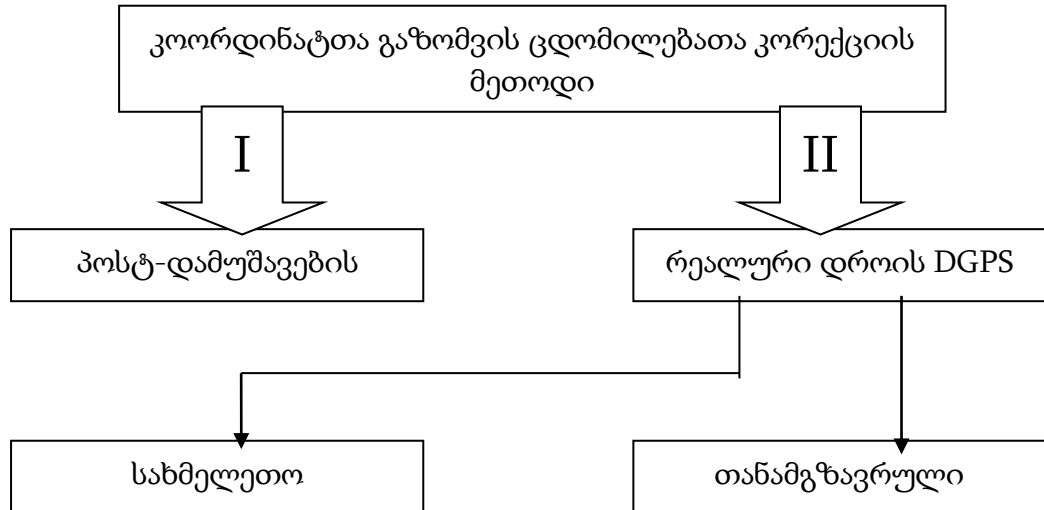 კოორდინატთა გაზომვის ცდომილებათა კორექციის
მეთოდი
I
II
პოსტ-დამუშავების
რეალური დროის DGPS
სახმელეთო
თანამგზავრული